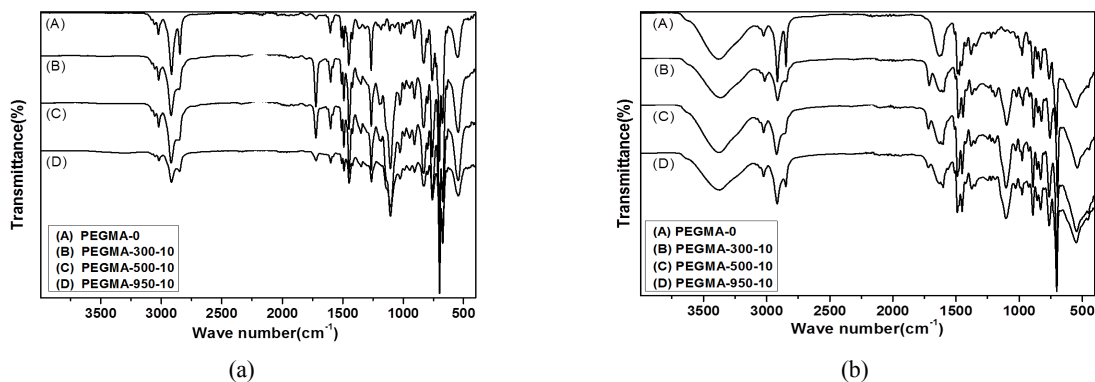 (A)
(B)
(C)
(D)
Transmittance(%)
(A) PEGMA-0
(B) PEGMA-300-10
(C) PEGMA-500-10
(D) PEGMA-950-10
3500 3000 2500 2000 1500 1000 500
Wave number(cm⁻¹)
(a)
(A)
(B)
(C)
(D)
Transmittance(%)
(A) PEGMA-0
(B) PEGMA-300-10
(C) PEGMA-500-10
(D) PEGMA-950-10
3500 3000 2500 2000 1500 1000 500
Wave number(cm⁻¹)
(b)